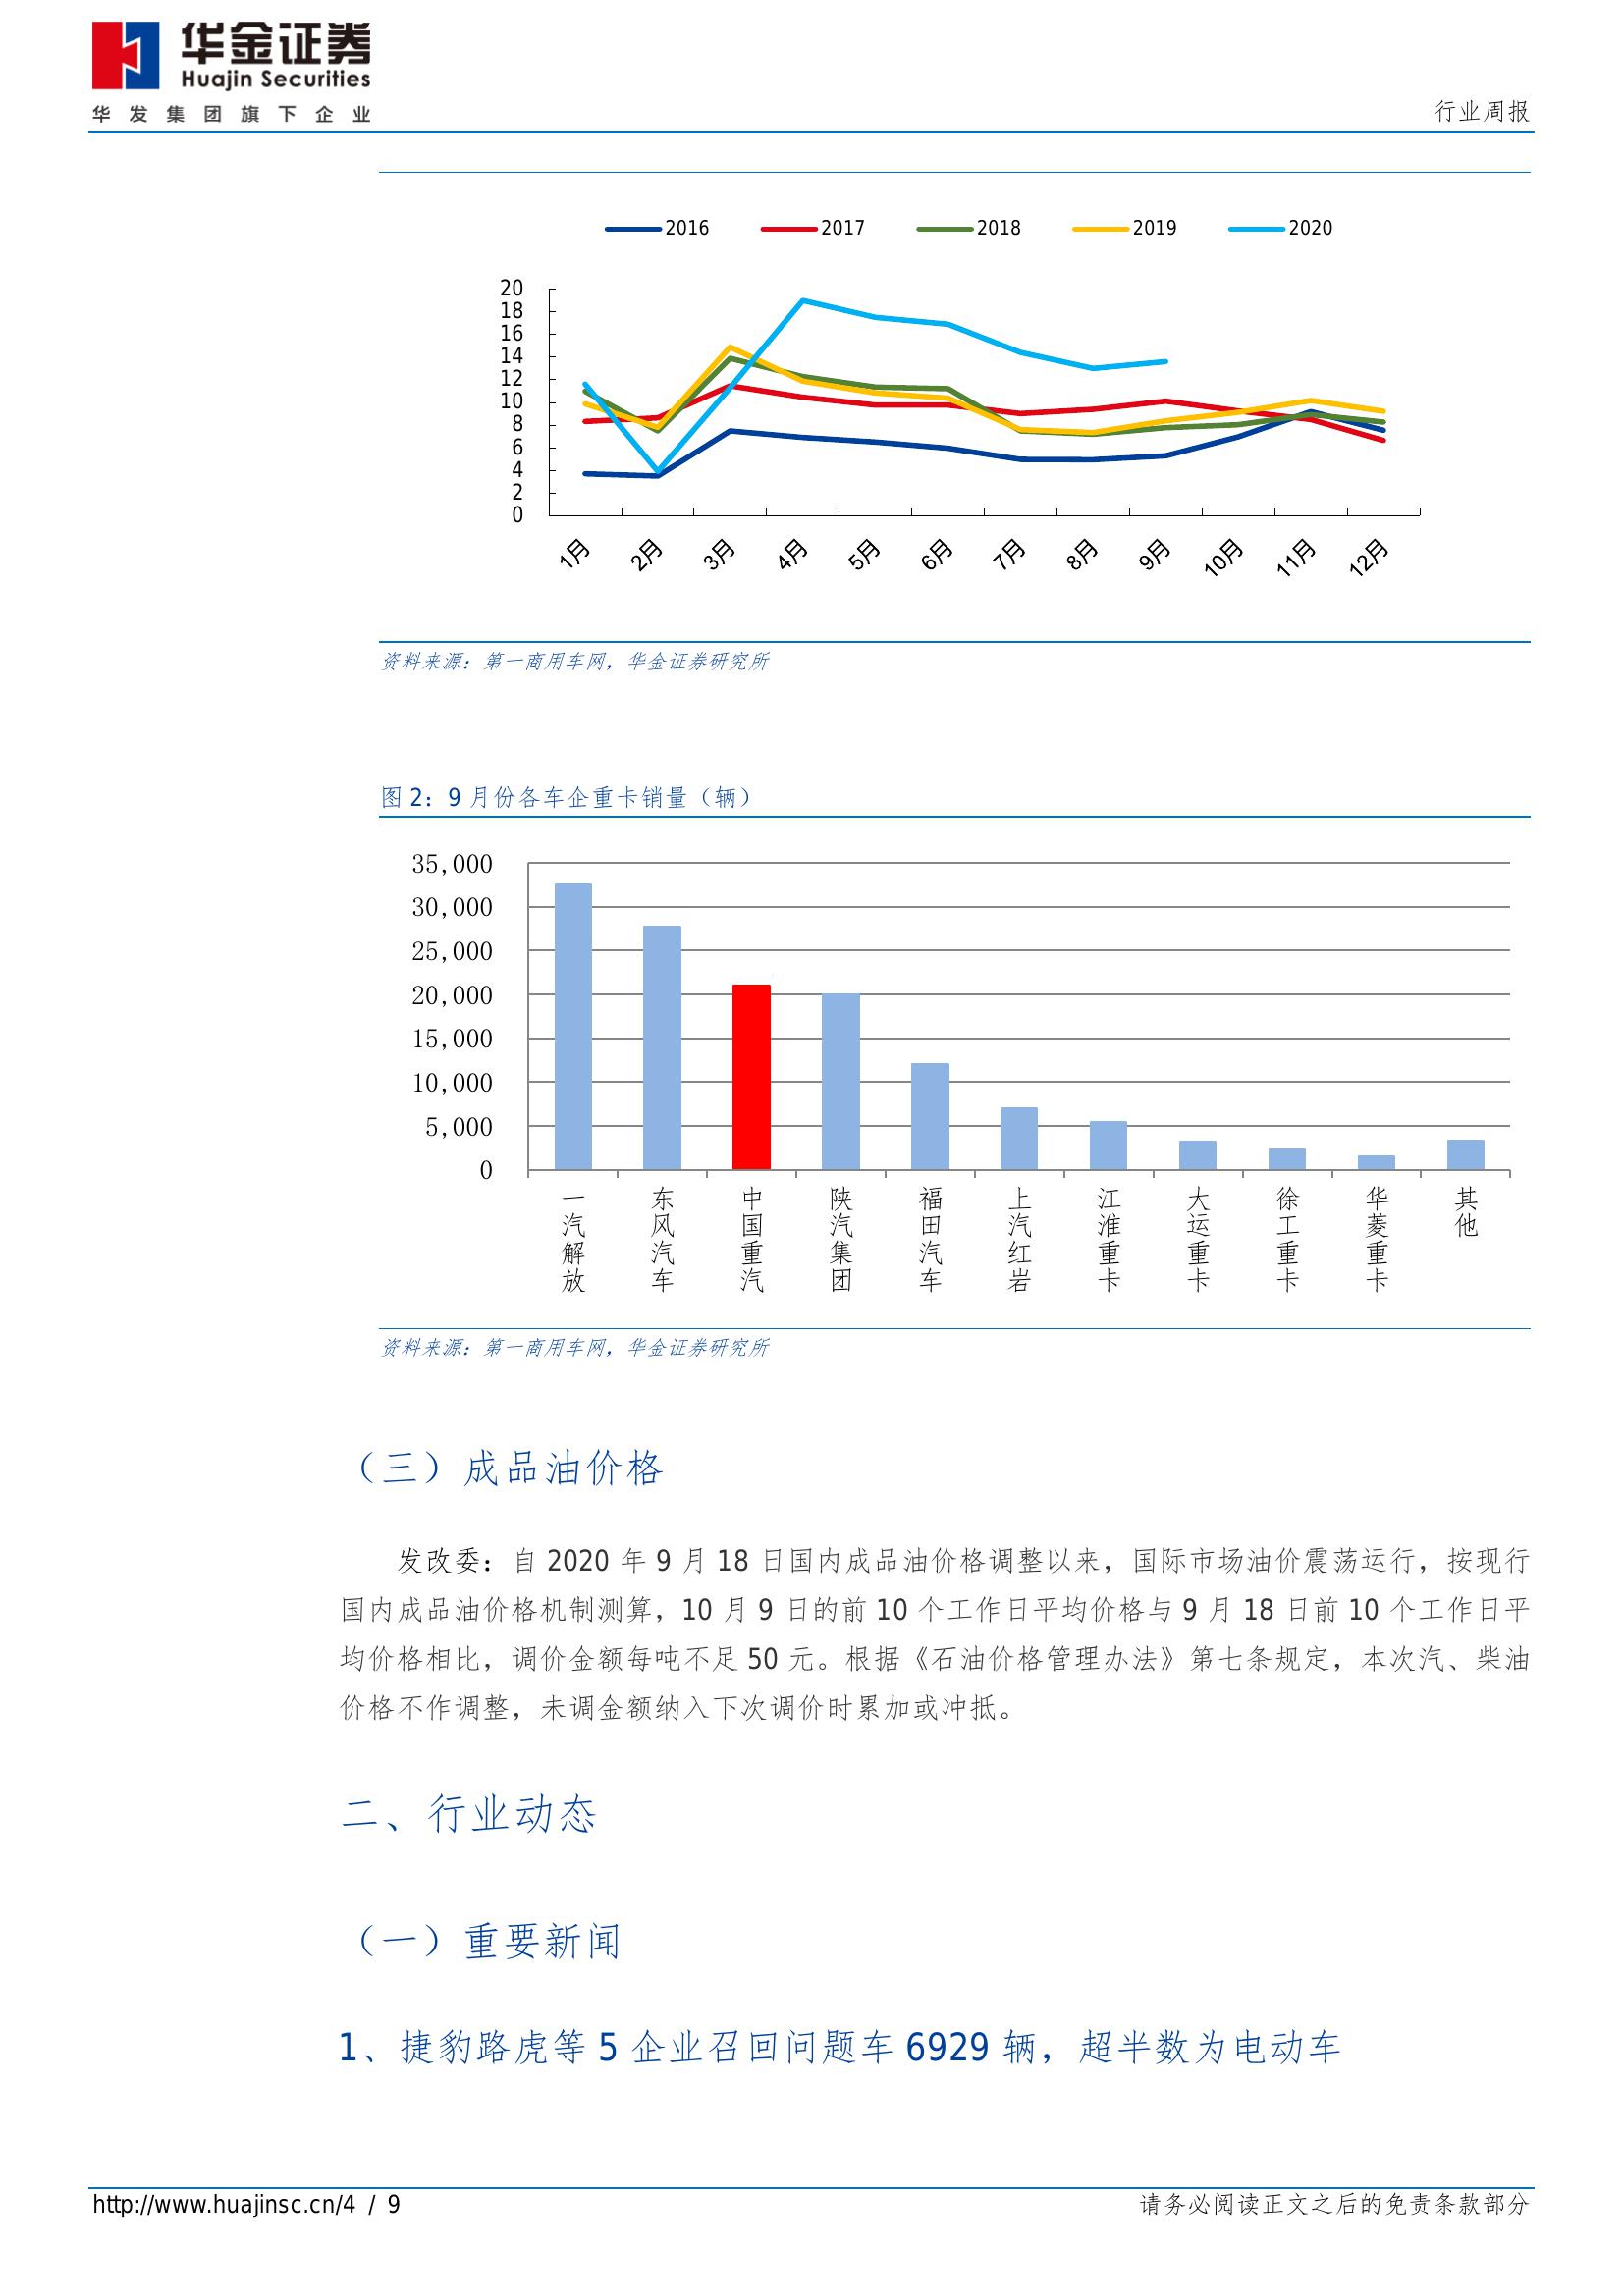 华金证券
Huajin Securities
华发集团旗下企业
行业周报
2016 2017 2018 2019 2020
20
18
16
14
12
10
8
6
4
2
0
1月 2月 3月 4月 5月 6月 7月 8月 9月 10月 11月 12月
资料来源：第一商用车网，华金证券研究所
图 2：9 月份各车企重卡销量（辆）
35,000
30,000
25,000
20,000
15,000
10,000
5,000
0
一汽解放 东风汽车 中国重汽 陕汽集团 福田汽车 上汽红岩 江淮重卡 大运重卡 徐工重卡 华菱重卡 其他
资料来源：第一商用车网，华金证券研究所
（三）成品油价格
发改委：自 2020 年 9 月 18 日国内成品油价格调整以来，国际市场油价震荡运行，按现行
国内成品油价格机制测算，10 月 9 日的前 10 个工作日平均价格与 9 月 18 日前 10 个工作日平
均价格相比，调价金额每吨不足 50 元。根据《石油价格管理办法》第七条规定，本次汽、柴油
价格不作调整，未调金额纳入下次调价时累加或冲抵。
二、行业动态
（一）重要新闻
1、捷豹路虎等 5 企业召回问题车 6929 辆，超半数为电动车
http://www.huajinsc.cn/4 / 9
请务必阅读正文之后的免责条款部分